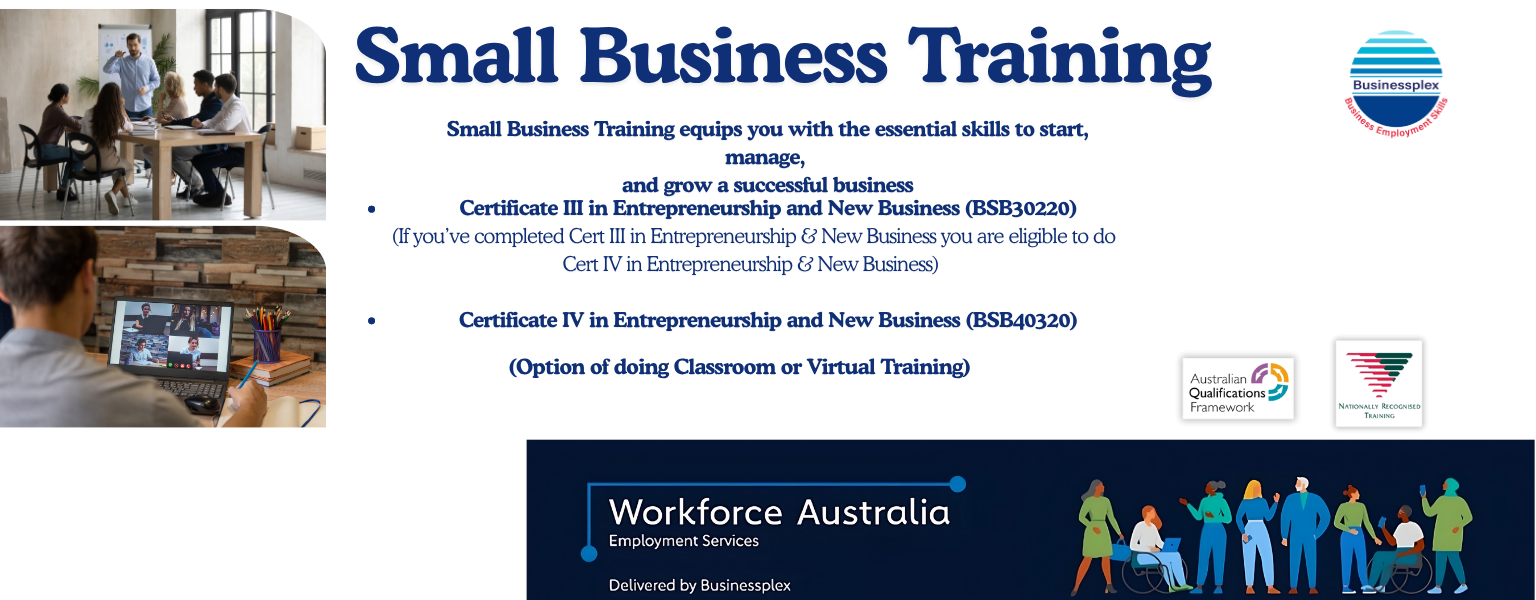 Small Business Training
Businessplex
Business Employment Skills
Small Business Training equips you with the essential skills to start,
manage,
and grow a successful business
• Certificate III in Entrepreneurship and New Business (BSB30220)
(If you've completed Cert III in Entrepreneurship & New Business you are eligible to do
Cert IV in Entrepreneurship & New Business)
• Certificate IV in Entrepreneurship and New Business (BSB40320)
(Option of doing Classroom or Virtual Training)
Australian
Qualifications
Framework
Nationally Recognised
Training
Workforce Australia
Employment Services
Delivered by Businessplex